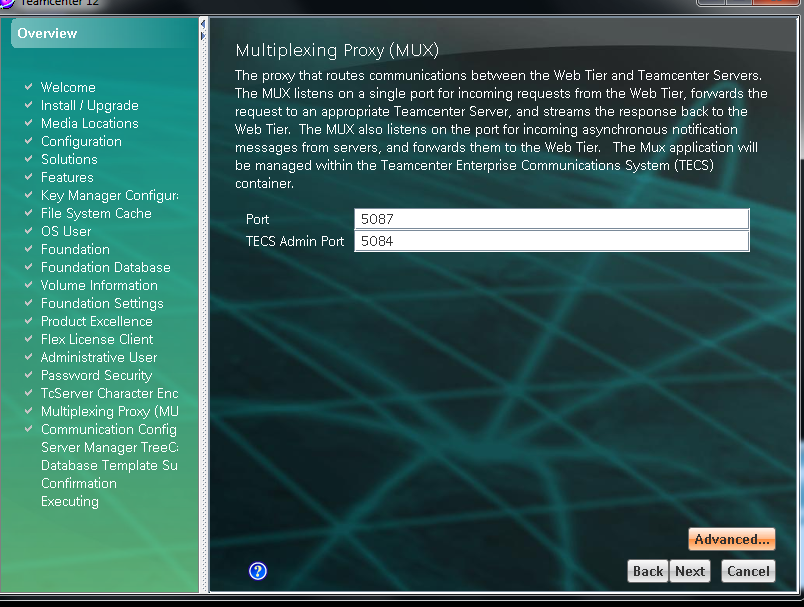 Teamcenter 12
Overview
Welcome
Install / Upgrade
Media Locations
Configuration
Solutions
Features
Key Manager Configur
File System Cache
OS User
Foundation
Foundation Database
Volume Information
Foundation Settings
Product Excellence
Flex License Client
Administrative User
Password Security
TcServer Character Enc
Multiplexing Proxy (MU
Communication Config
Server Manager TreeC
Database Template Su
Confirmation
Executing
Multiplexing Proxy (MUX)
The proxy that routes communications between the Web Tier and Teamcenter Servers.
The MUX listens on a single port for incoming requests from the Web Tier, forwards the
request to an appropriate Teamcenter Server, and streams the response back to the
Web Tier. The MUX also listens on the port for incoming asynchronous notification
messages from servers, and forwards them to the Web Tier. The Mux application will
be managed within the Teamcenter Enterprise Communications System (TECS)
container.
Port 5087
TECS Admin Port 5084
Advanced...
? Back Next Cancel